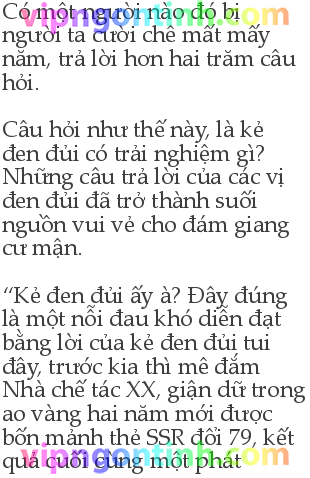 Có một người nào đó bị
người ta cười chê mất mấy
năm, trả lời hơn hai trăm câu
hỏi.
Câu hỏi như thế này, là kẻ
đen đủi có trải nghiệm gì?
Những câu trả lời của các vị
đen đủi đã trở thành suối
nguồn vui vẻ cho đám giang
cư mận.
“Kẻ đen đủi ấy à? Đây đúng
là một nỗi đau khó diễn đạt
bằng lời của kẻ đen đủi tui
đây, trước kia thì mê đắm
Nhà chế tác XX, giận dữ trong
ao vàng hai năm mới được
bốn mảnh thẻ SSR đổi 79, kết
quả cuối cùng một phát
vipngontinh.com
vipngontinh.com